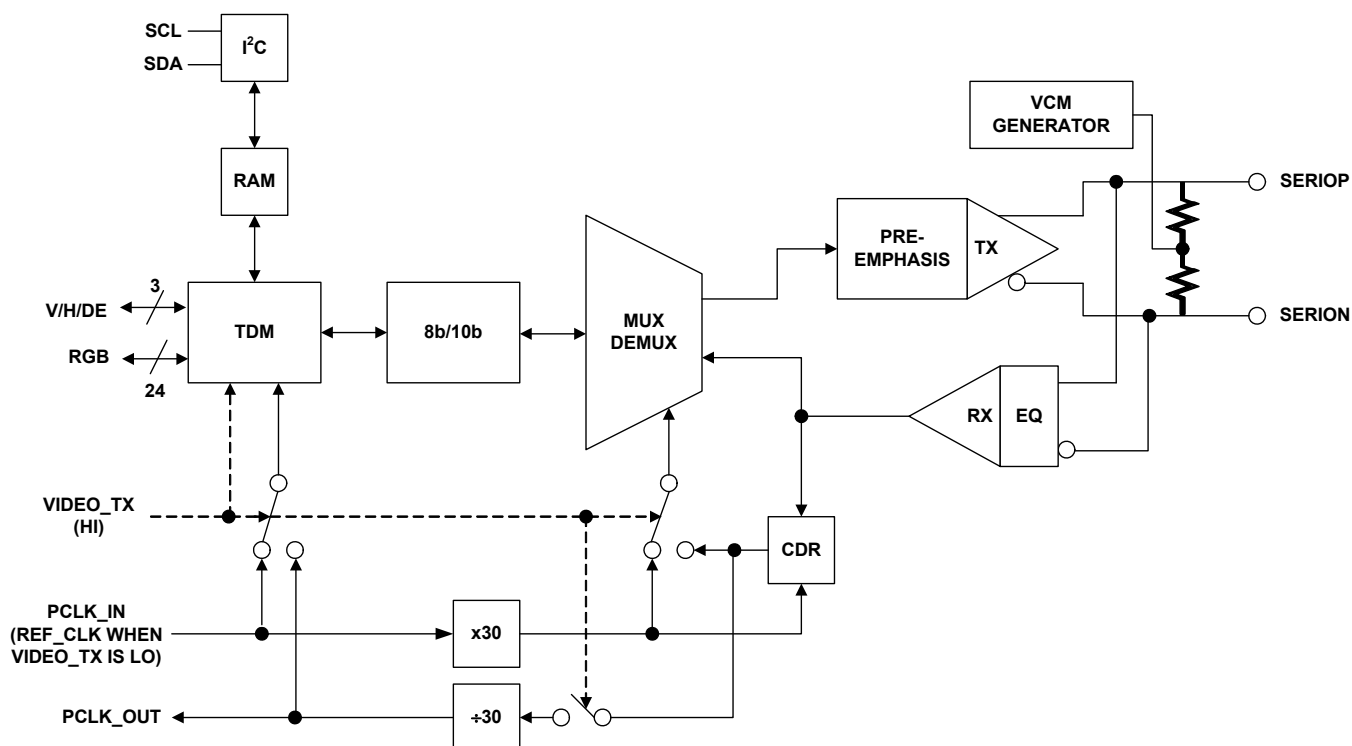 SCL
SDA
I²C
VCM
GENERATOR
RAM
SERIOP
PRE-
EMPHASIS
TX
V/H/DE
3
TDM
8b/10b
MUX
DEMUX
SERION
RGB
24
RX
EQ
VIDEO_TX
(HI)
CDR
PCLK_IN
(REF_CLK WHEN
VIDEO_TX IS LO)
x30
PCLK_OUT
÷30